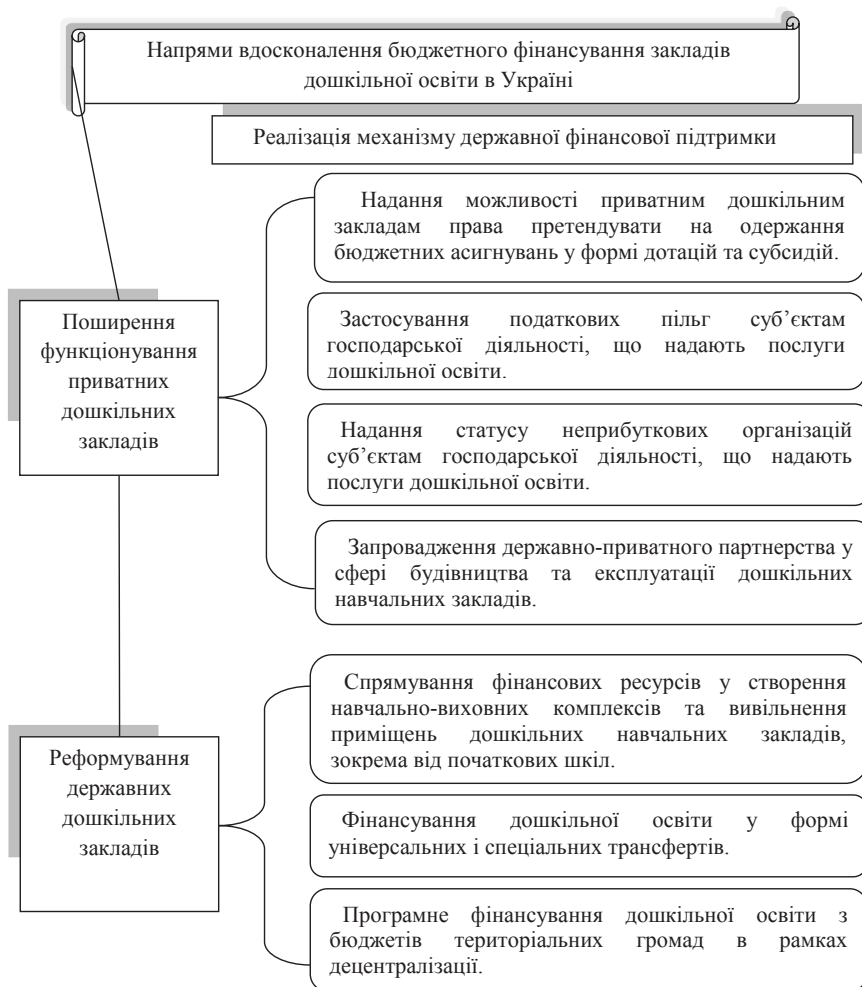 Напрями вдосконалення бюджетного фінансування закладів
дошкільної освіти в Україні
Реалізація механізму державної фінансової підтримки
Поширення
функціонування
приватних
дошкільних
закладів
Надання можливості приватним дошкільним
закладам права претендувати на одержання
бюджетних асигнувань у формі дотацій та субсидій.
Застосування податкових пільг суб’єктам
господарської діяльності, що надають послуги
дошкільної освіти.
Надання статусу неприбуткових організацій
суб’єктам господарської діяльності, що надають
послуги дошкільної освіти.
Запровадження державно-приватного партнерства у
сфері будівництва та експлуатації дошкільних
навчальних закладів.
Реформування
державних
дошкільних
закладів
Спрямування фінансових ресурсів у створення
навчально-виховних комплексів та вивільнення
приміщень дошкільних навчальних закладів,
зокрема від початкових шкіл.
Фінансування дошкільної освіти у формі
універсальних і спеціальних трансфертів.
Програмне фінансування дошкільної освіти з
бюджетів територіальних громад в рамках
децентралізації.